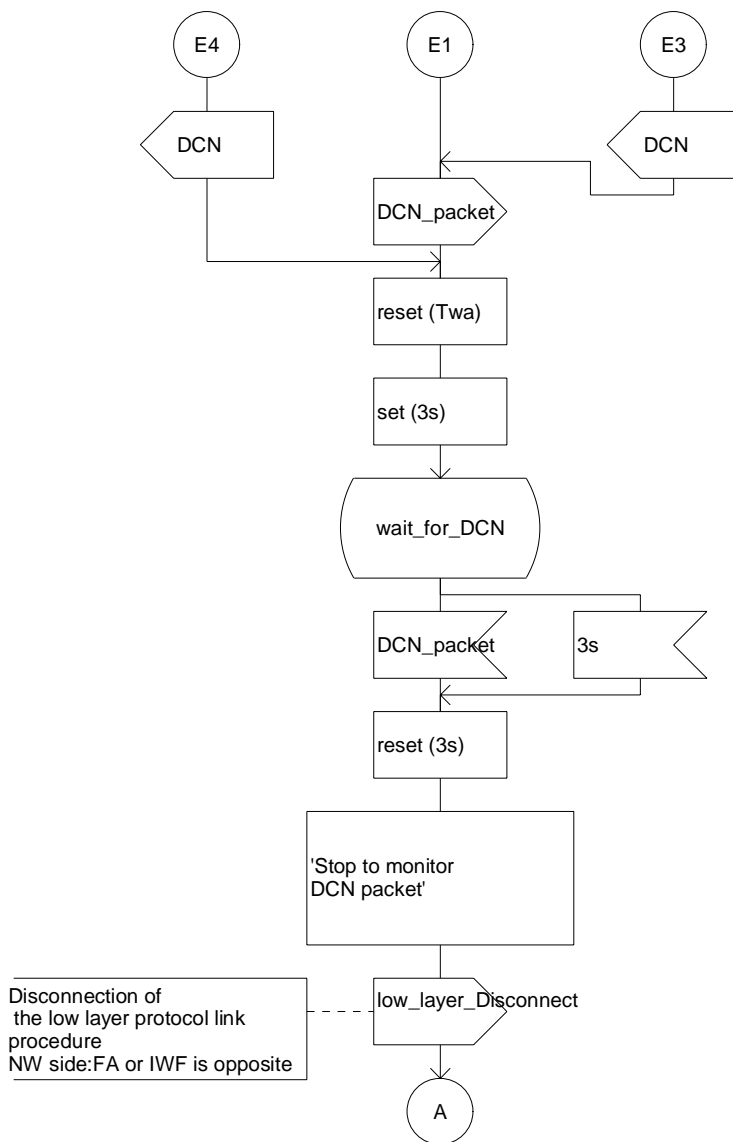 E4
E1
E3
DCN
DCN
DCN_packet
reset (Twa)
set (3s)
wait_for_DCN
DCN_packet
3s
reset (3s)
'Stop to monitor
DCN packet'
low_layer_Disconnect
Disconnection of
the low layer protocol link
procedure
NW side:FA or IWF is opposite
A